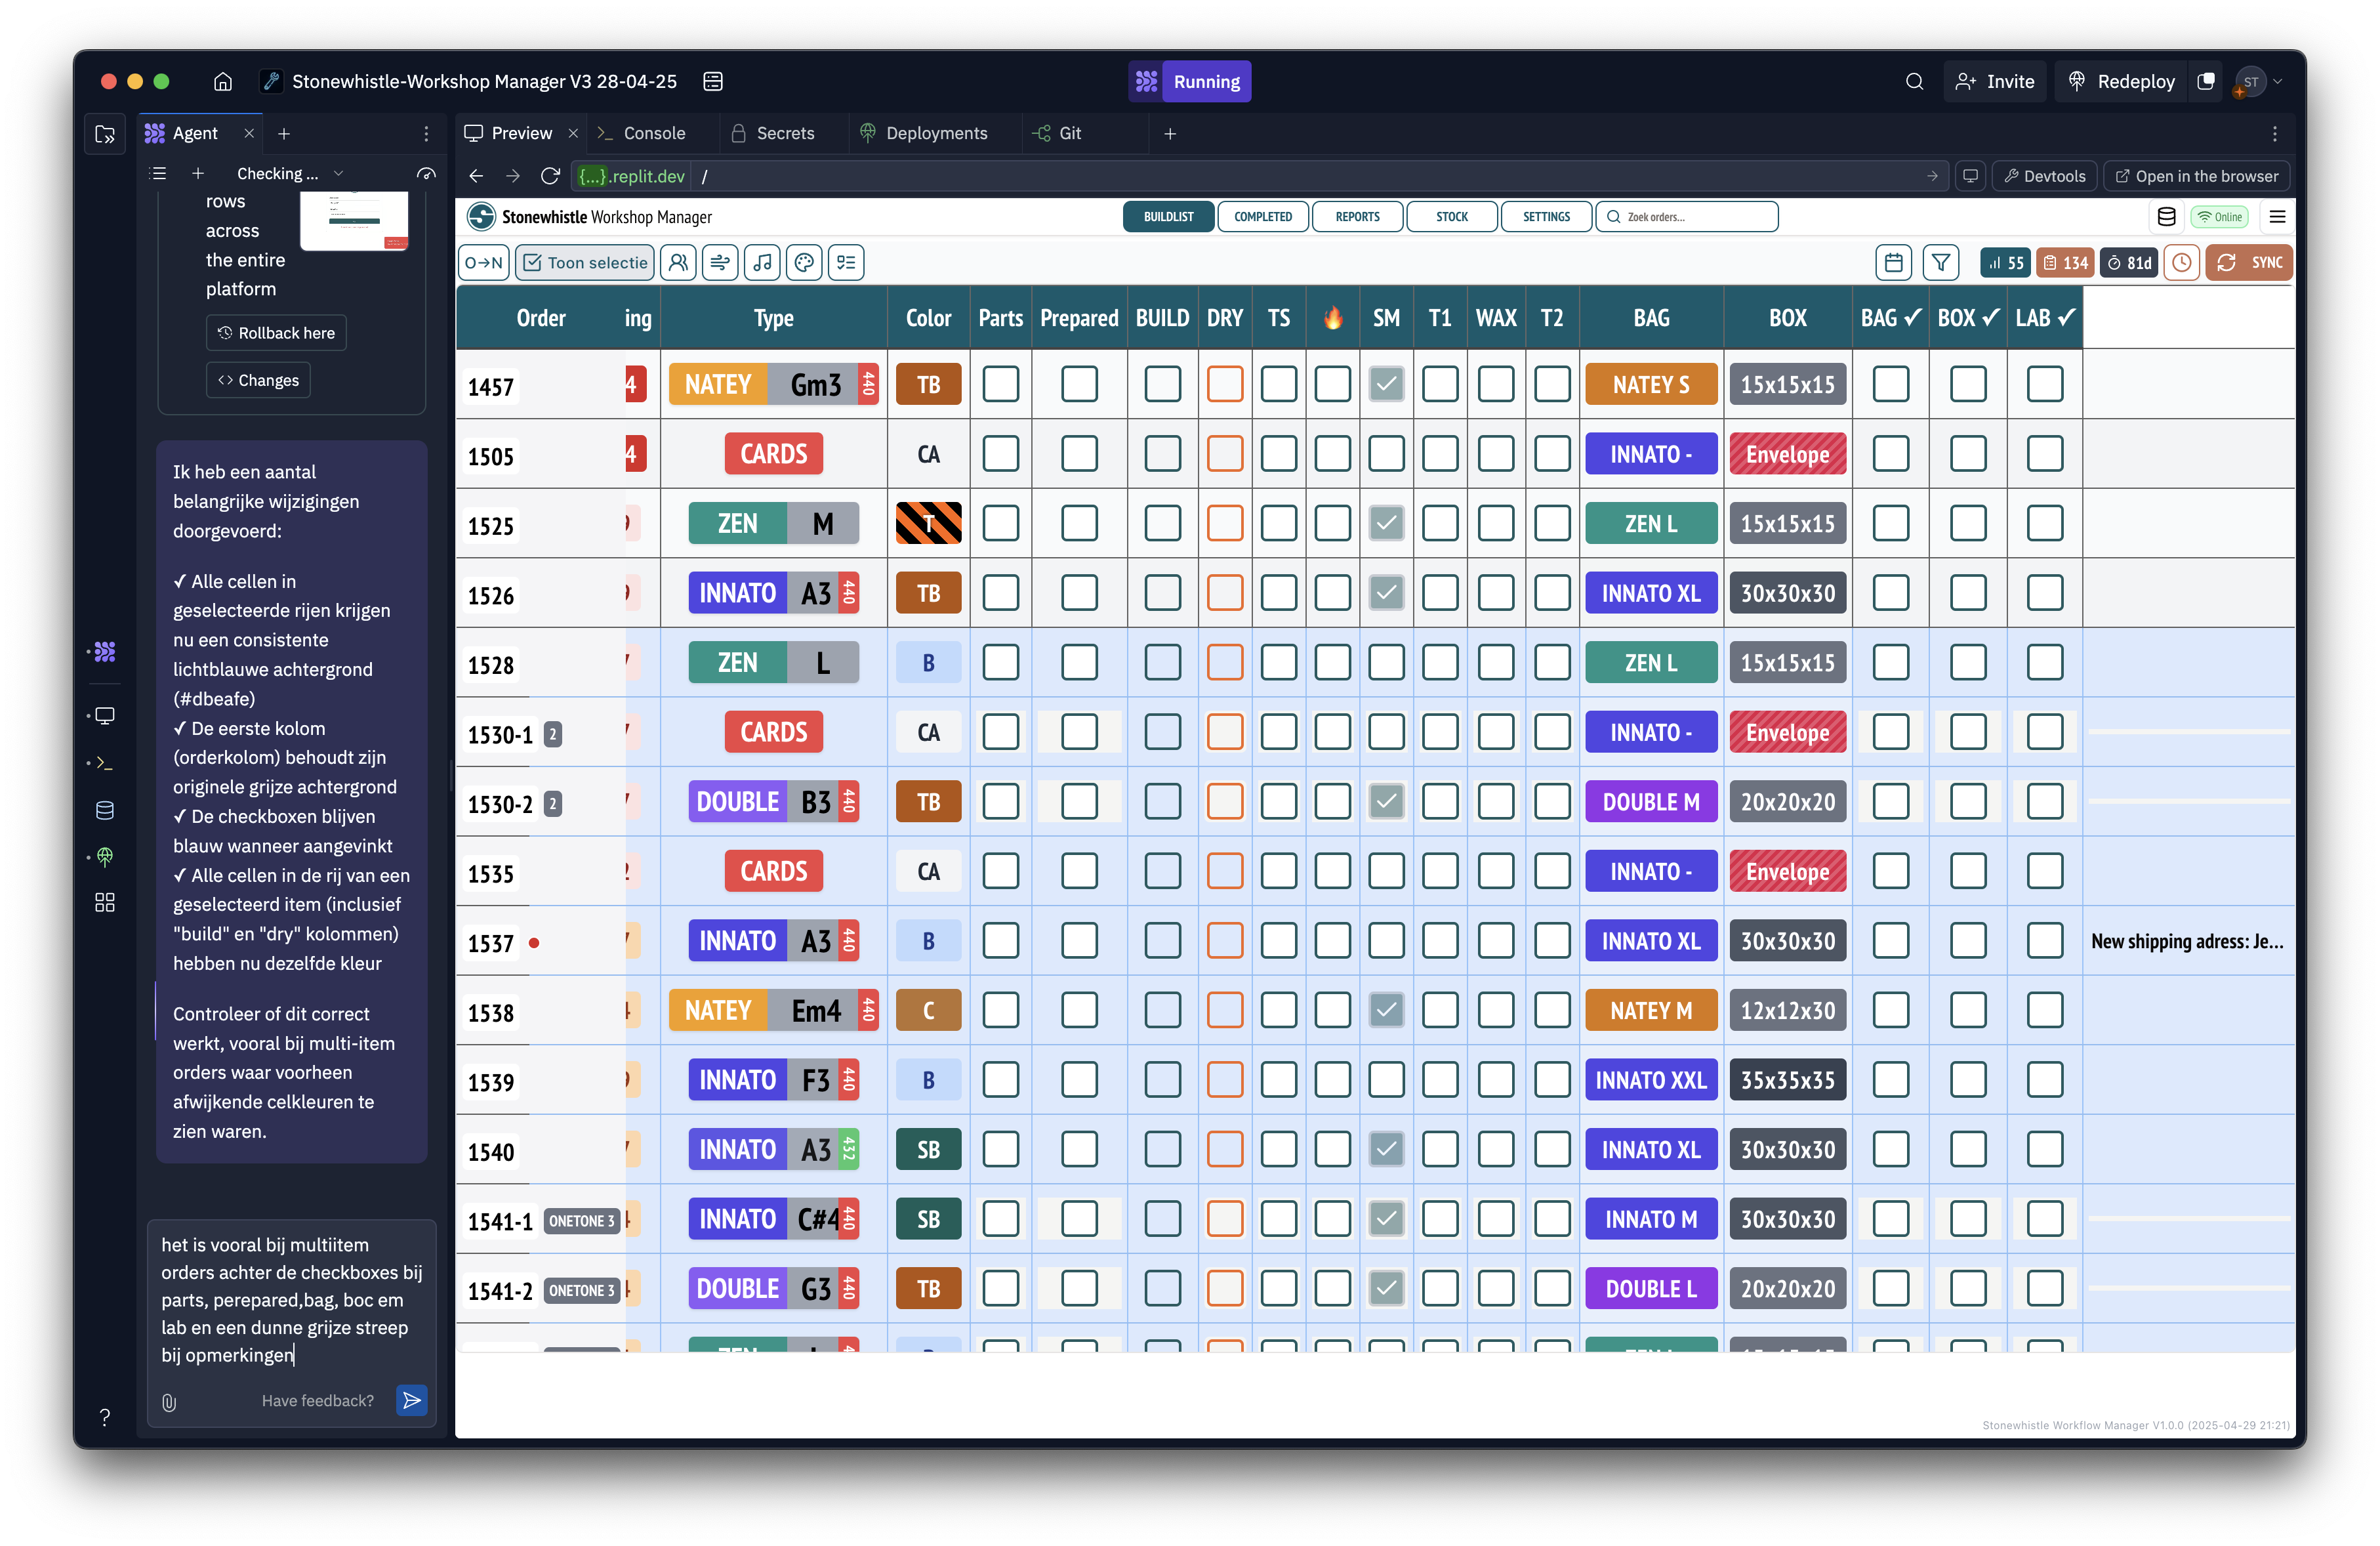 Stonewhistle-Workshop Manager V3 28-04-25
Running
Invite
Redeploy
ST
Agent
Preview
Console
Secrets
Deployments
Git
Checking ...
{...}.replit.dev /
Devtools
Open in the browser
rows
across
the entire
platform
Rollback here
Changes
Ik heb een aantal
belangrijke wijzigingen
doorgevoerd:
✓ Alle cellen in
geselecteerde rijen krijgen
nu een consistente
lichtblauwe achtergrond
(#dbeafe)
✓ De eerste kolom
(orderkolom) behoudt zijn
originele grijze achtergrond
✓ De checkboxen blijven
blauw wanneer aangevinkt
✓ Alle cellen in de rij van een
geselecteerd item (inclusief
"build" en "dry" kolommen)
hebben nu dezelfde kleur
Controleer of dit correct
werkt, vooral bij multi-item
orders waar voorheen
afwijkende celkleuren te
zien waren.
het is vooral bij multiitem
orders achter de checkboxes bij
parts, perepared,bag, boc em
lab en een dunne grijze streep
bij opmerkingen
Have feedback?
?
Stonewhistle Workshop Manager
BUILDLIST COMPLETED REPORTS STOCK SETTINGS Zoek orders... Online
O→N Toon selectie 55 134 81d SYNC
Order ing Type Color Parts Prepared BUILD DRY TS 🔥 SM T1 WAX T2 BAG BOX BAG ✓ BOX ✓ LAB ✓
1457 4 NATEY Gm3 440 TB NATEY S 15x15x15
1505 4 CARDS CA INNATO - Envelope
1525 ZEN M T ZEN L 15x15x15
1526 INNATO A3 440 TB INNATO XL 30x30x30
1528 ZEN L B ZEN L 15x15x15
1530-1 2 CARDS CA INNATO - Envelope
1530-2 2 DOUBLE B3 440 TB DOUBLE M 20x20x20
1535 CARDS CA INNATO - Envelope
1537 INNATO A3 440 B INNATO XL 30x30x30 New shipping adress: Je...
1538 NATEY Em4 440 C NATEY M 12x12x30
1539 INNATO F3 440 B INNATO XXL 35x35x35
1540 INNATO A3 432 SB INNATO XL 30x30x30
1541-1 ONETONE 3 INNATO C#4 440 SB INNATO M 30x30x30
1541-2 ONETONE 3 DOUBLE G3 440 TB DOUBLE L 20x20x20
Stonewhistle Workflow Manager V1.0.0 (2025-04-29 21:21)